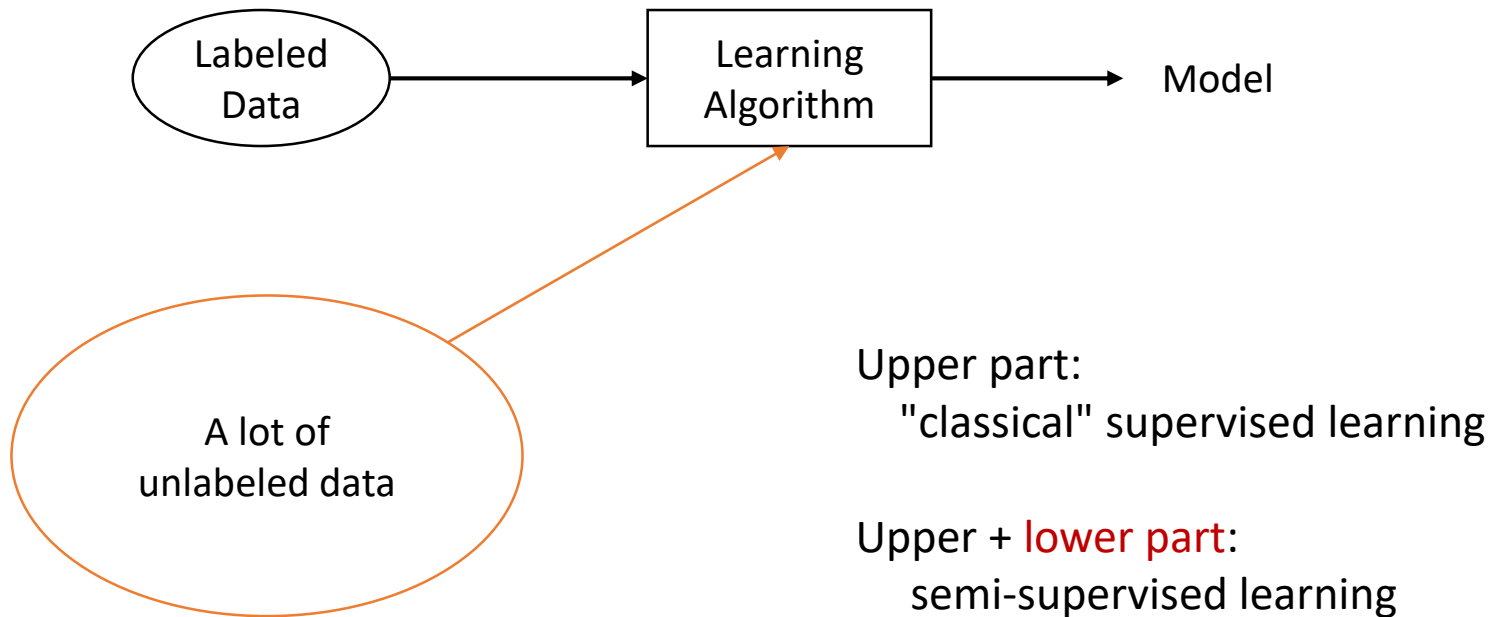 Labeled
Data
Learning
Algorithm
Model
A lot of
unlabeled data
Upper part:
"classical" supervised learning
Upper + lower part:
semi-supervised learning